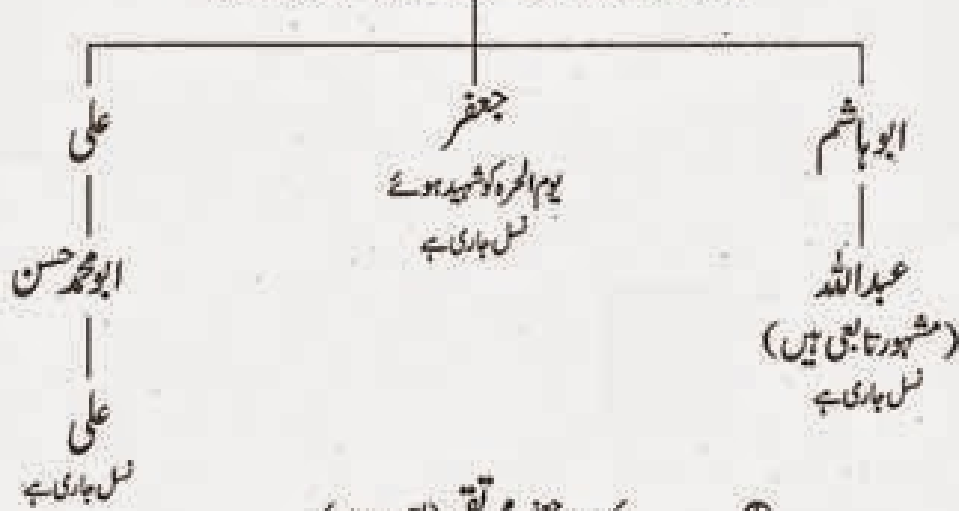 ابوہاشم
عبداللہ
(مشہور تابعی ہیں)
نسل جاری ہے
جعفر
یوم الحرہ کو شہید ہوئے
نسل جاری ہے
علی
ابو محمد حسن
علی
نسل جاری ہے